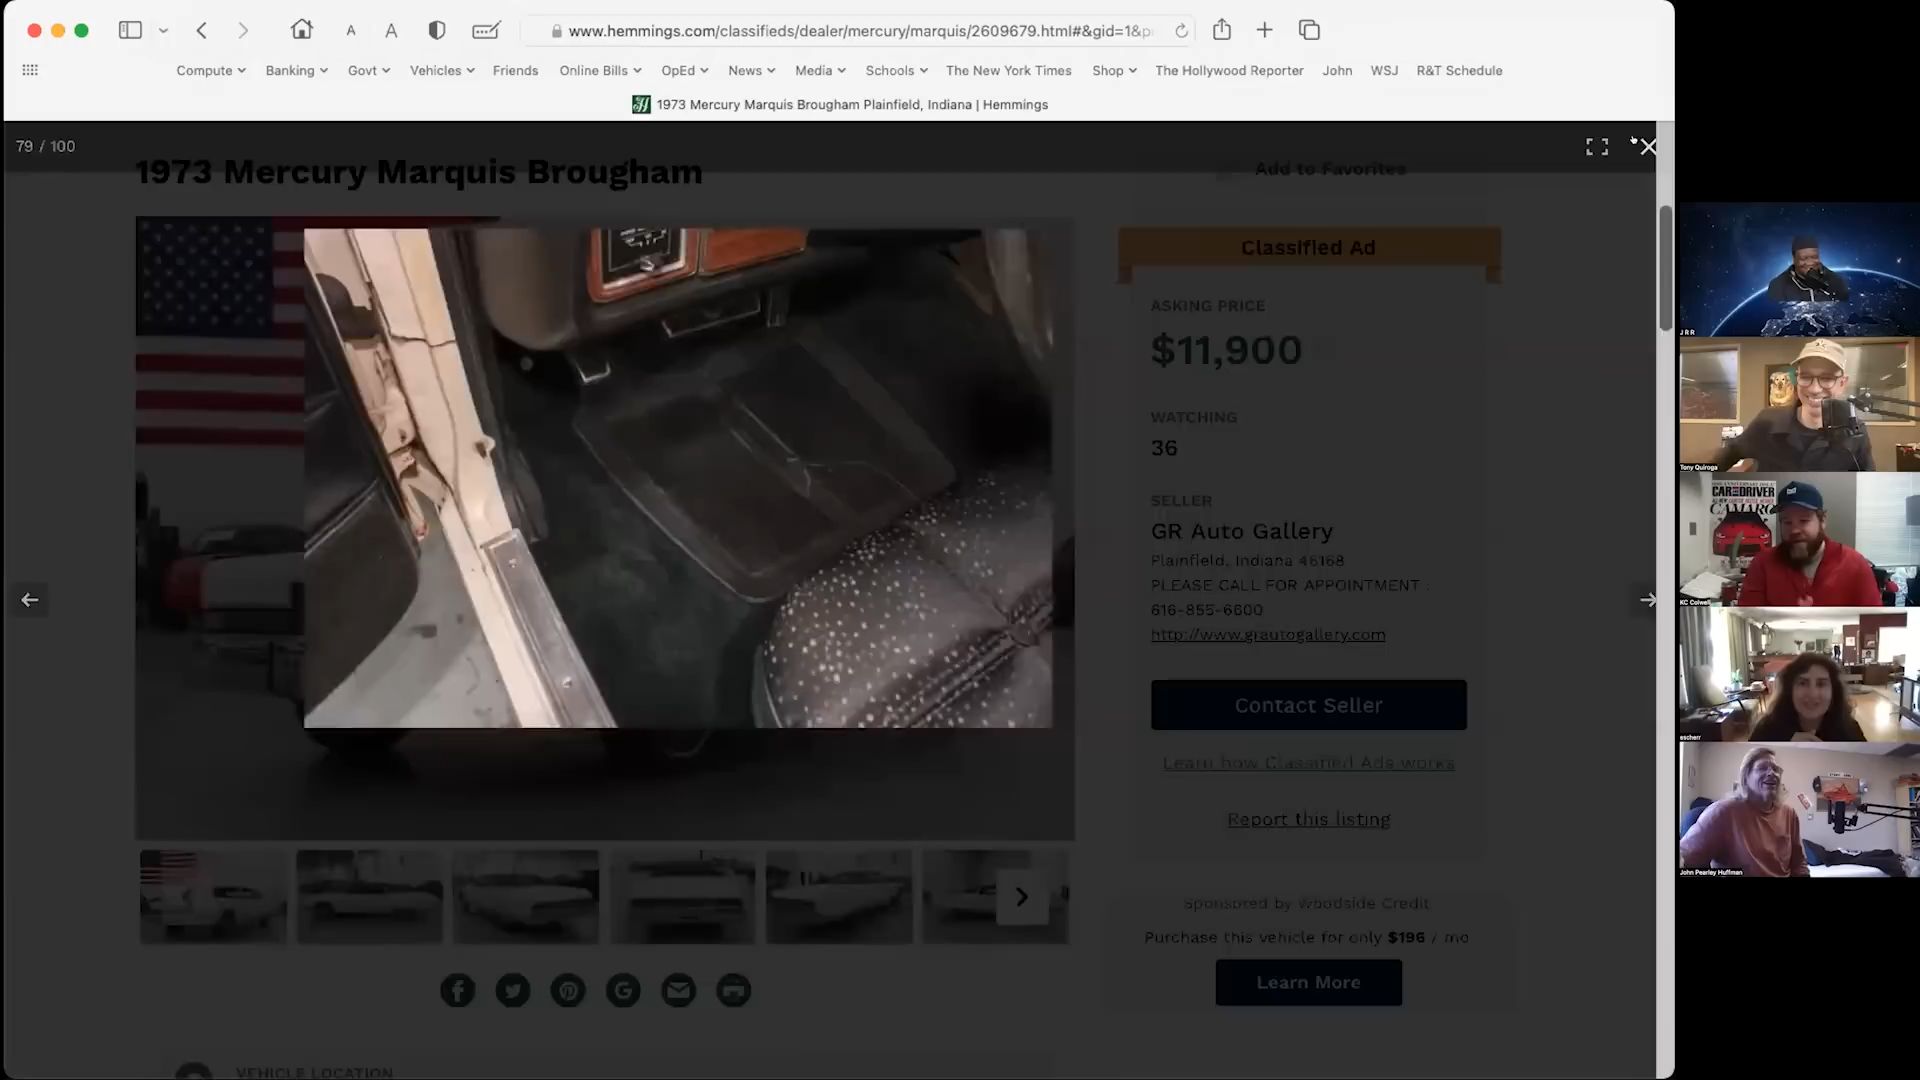 www.hemmings.com/classifieds/dealer/mercury/marquis/2609679.html#&gid=1&p
Compute Banking Govt Vehicles Friends Online Bills OpEd News Media Schools The New York Times Shop The Hollywood Reporter John WSJ R&T Schedule
1973 Mercury Marquis Brougham Plainfield, Indiana | Hemmings
79 / 100
1973 Mercury Marquis Brougham
Add to Favorites
Classified Ad
ASKING PRICE
$11,900
WATCHING
36
SELLER
GR Auto Gallery
Plainfield, Indiana 46168
PLEASE CALL FOR APPOINTMENT :
616-855-6600
http://www.grautogallery.com
Contact Seller
Learn how Classified Ads works
Report this listing
Sponsored by Woodside Credit
Purchase this vehicle for only $196 / mo
Learn More
VEHICLE LOCATION
JRR
Tony Quiroga
CAR AND DRIVER
CAMARO
KC Colwell
escherr
John Pearley Huffman